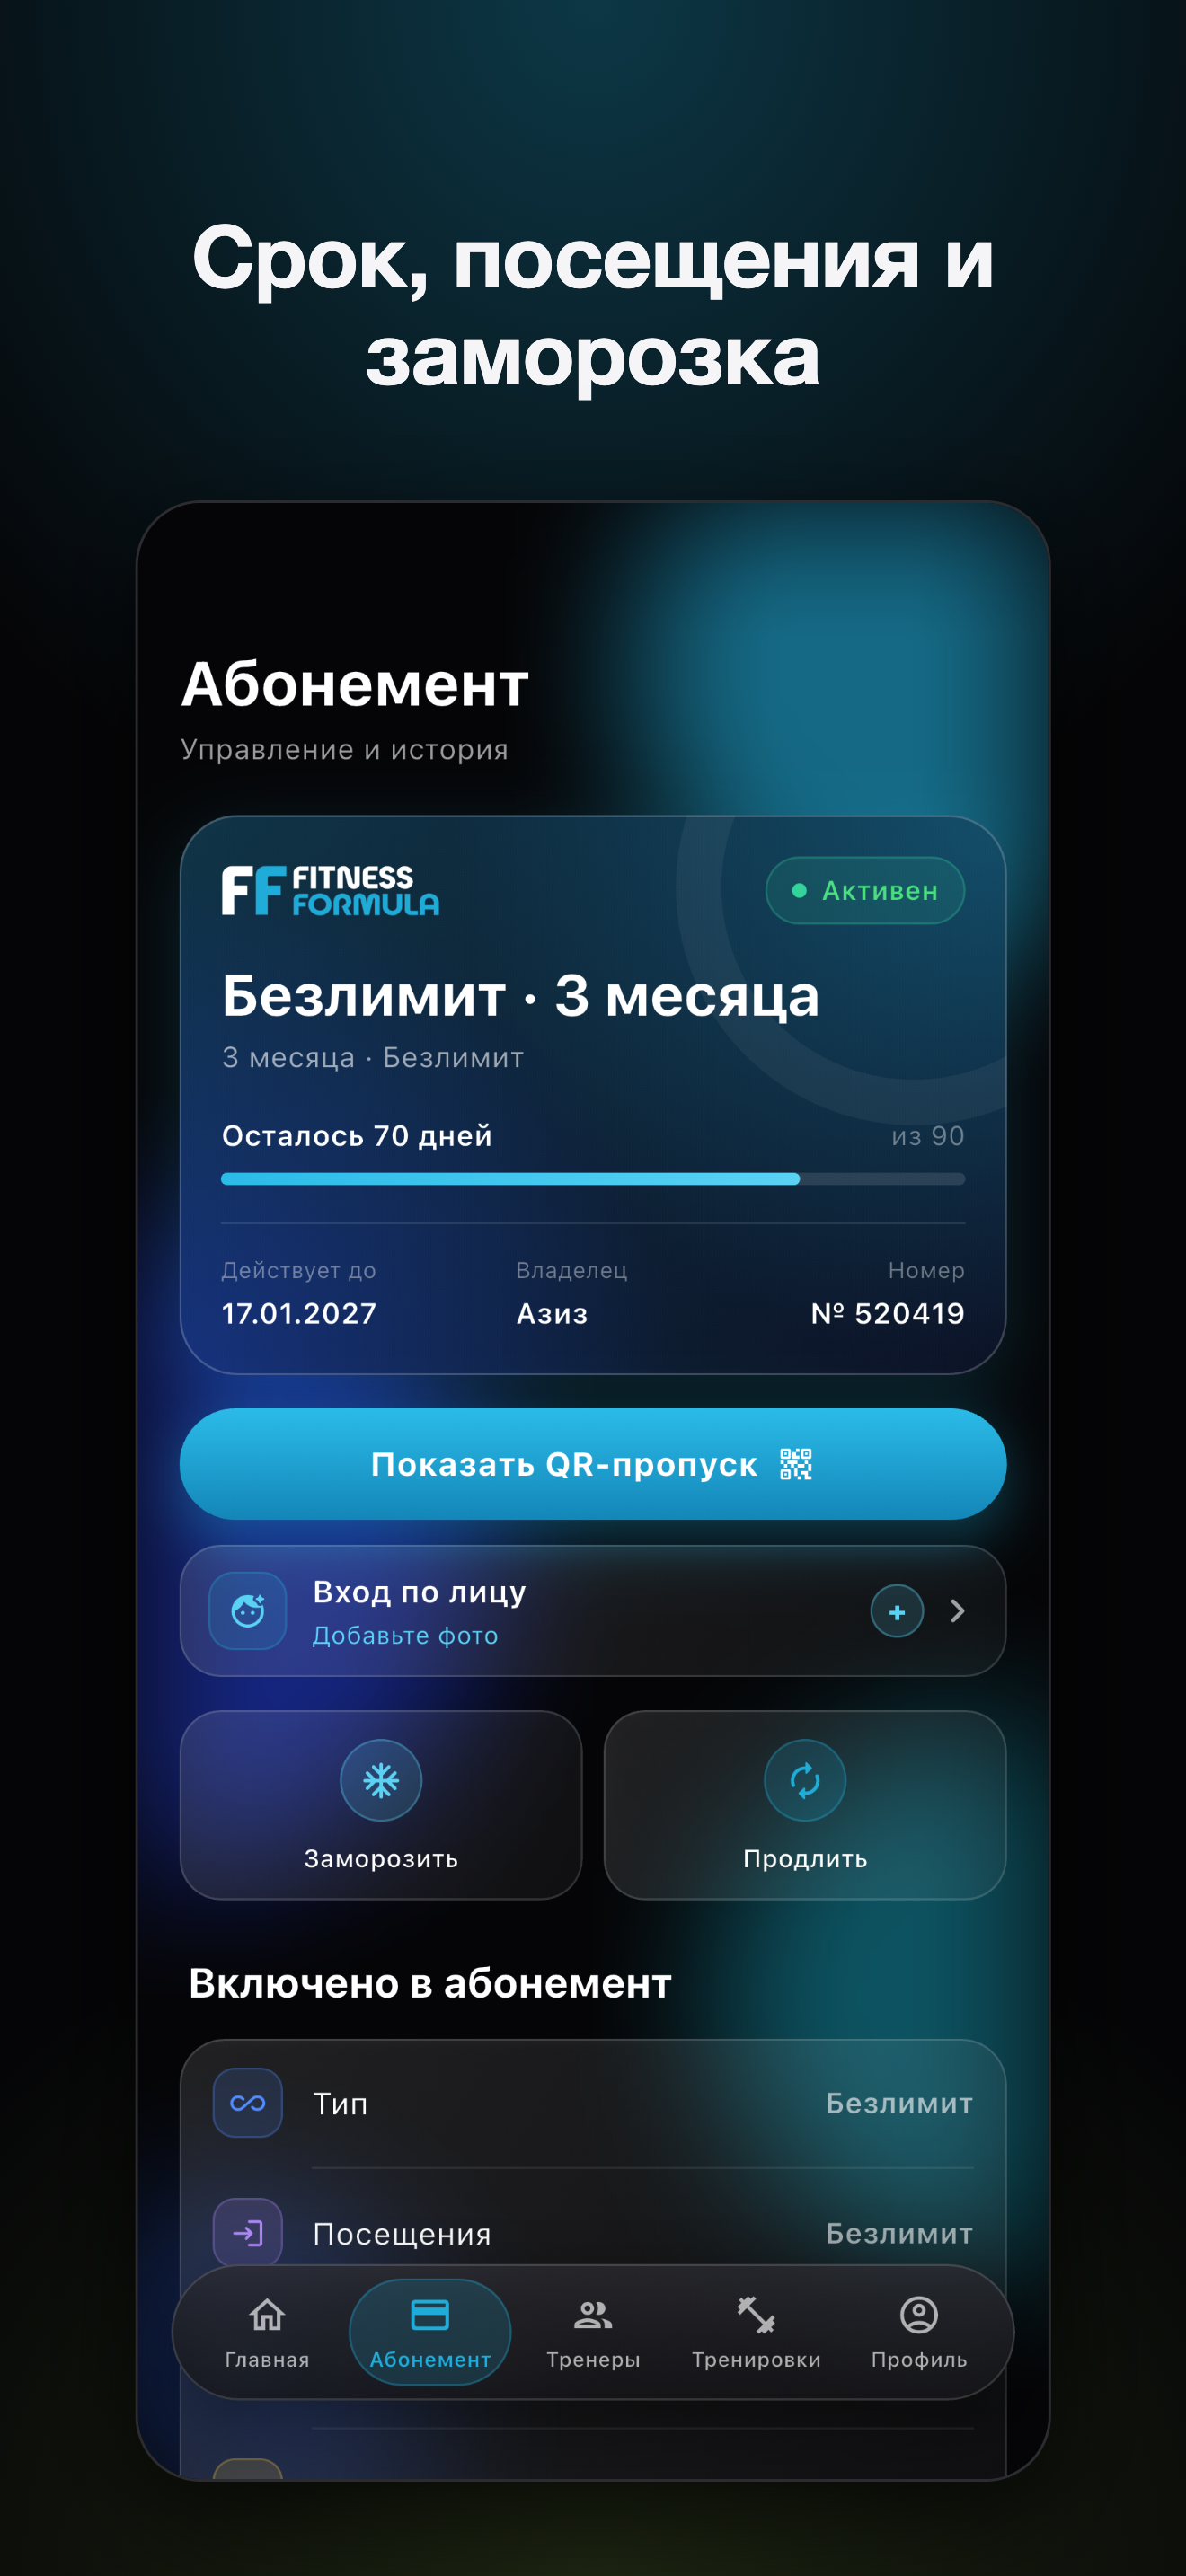 Срок, посещения и
заморозка
Абонемент
Управление и история
FF FITNESS
FORMULA
Активен
Безлимит · 3 месяца
3 месяца · Безлимит
Осталось 70 дней
из 90
Действует до
Владелец
Номер
17.01.2027
Азиз
№ 520419
Показать QR-пропуск
Вход по лицу
Добавьте фото
Заморозить
Продлить
Включено в абонемент
Тип
Безлимит
Посещения
Безлимит
Главная
Абонемент
Тренеры
Тренировки
Профиль